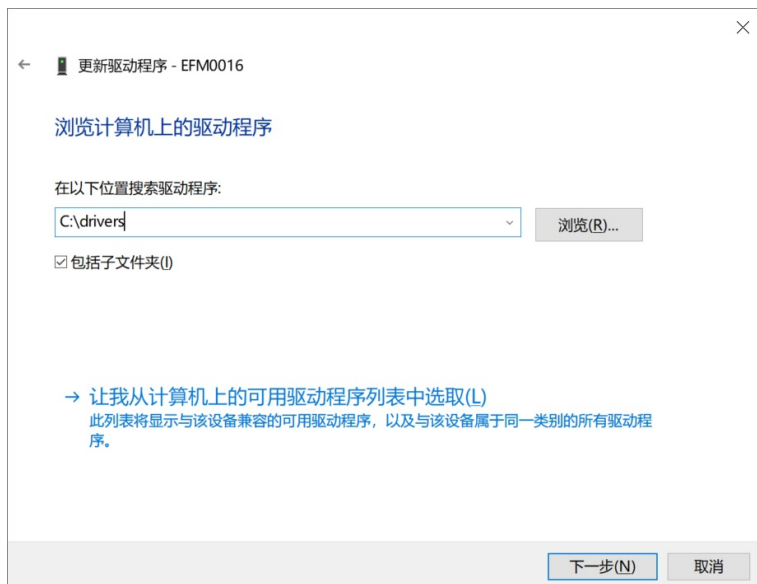 更新驱动程序 - EFM0016
浏览计算机上的驱动程序
在以下位置搜索驱动程序:
C:\drivers
浏览(R)...
包括子文件夹(I)
让我从计算机上的可用驱动程序列表中选取(L)
此列表将显示与该设备兼容的可用驱动程序，以及与该设备属于同一类别的所有驱动程
序。
下一步(N)
取消